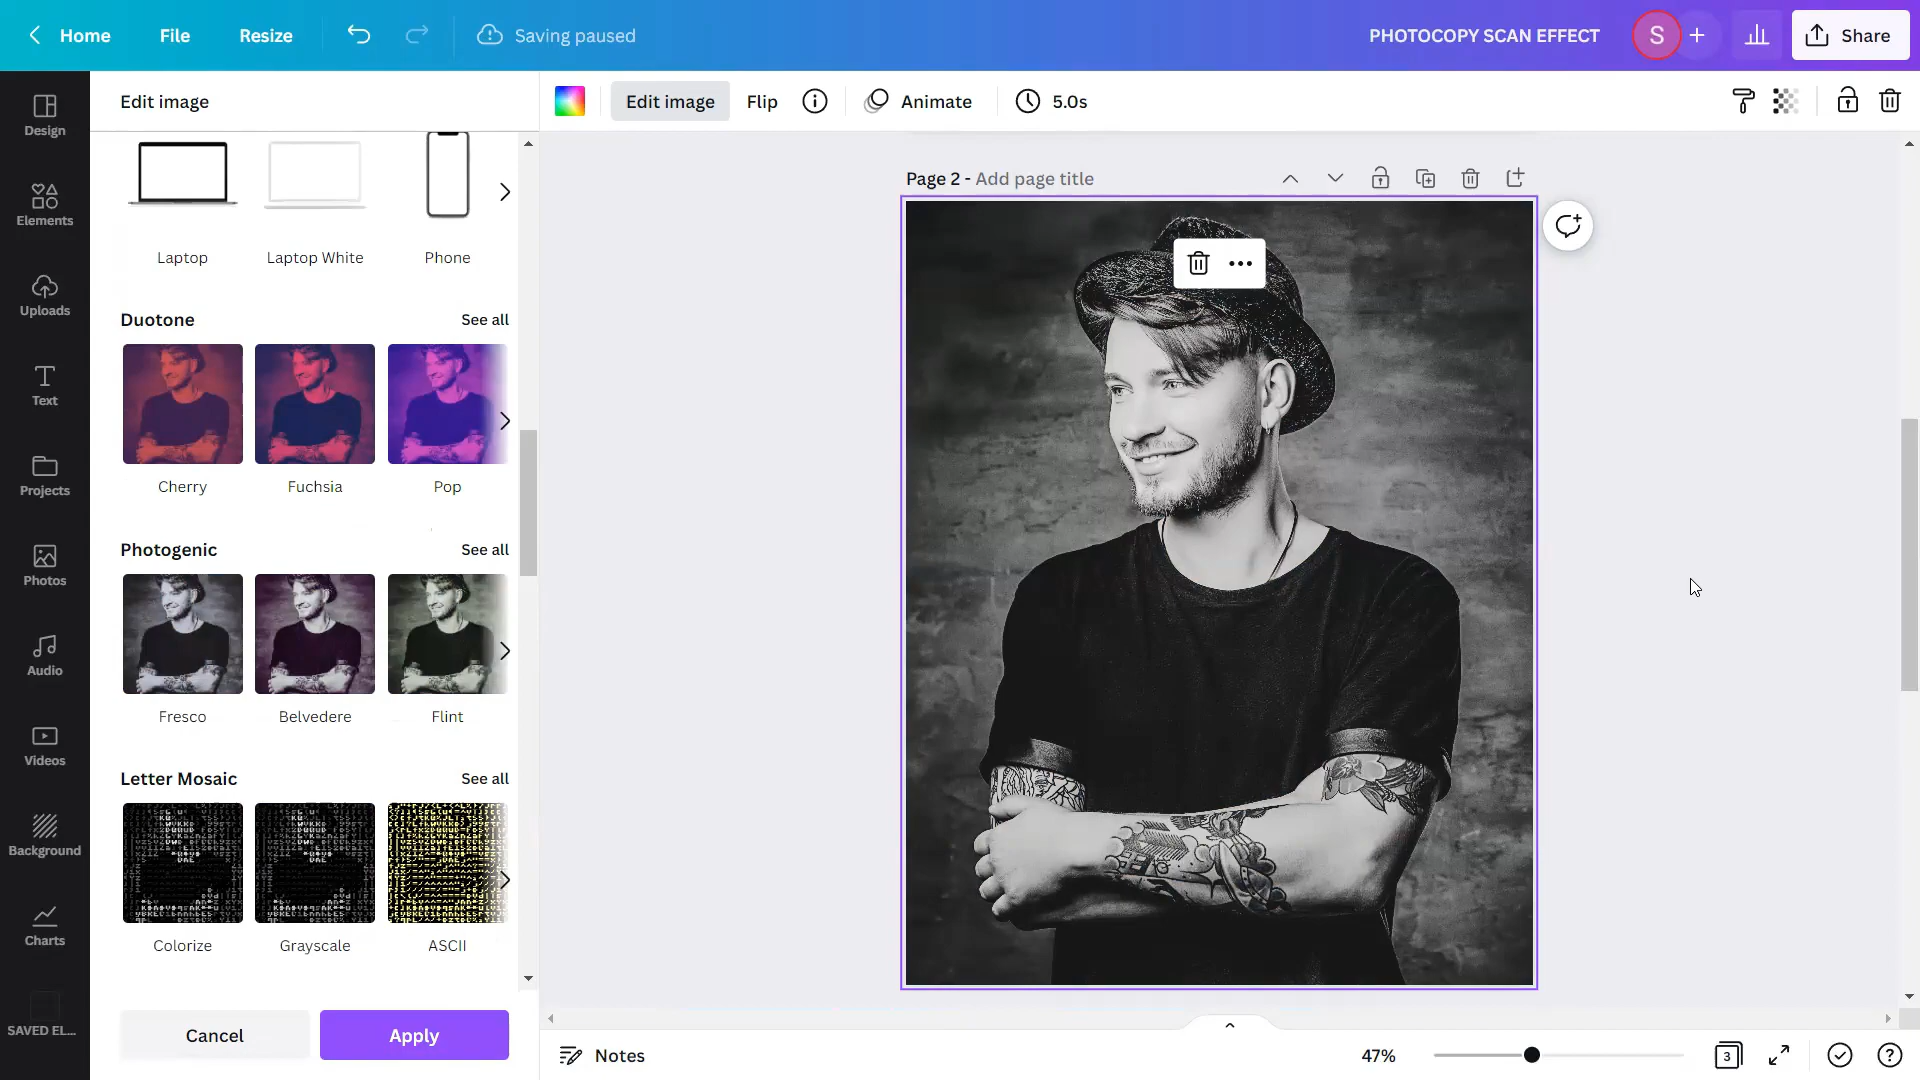 Home
File
Resize
Saving paused
PHOTOCOPY SCAN EFFECT
S
Share
Edit image
Edit image
Flip
Animate
5.0s
Design
Elements
Uploads
Text
Projects
Photos
Audio
Videos
Background
Charts
SAVED EL...
Laptop
Laptop White
Phone
Duotone
See all
Cherry
Fuchsia
Pop
Photogenic
See all
Fresco
Belvedere
Flint
Letter Mosaic
See all
Colorize
Grayscale
ASCII
Cancel
Apply
Page 2 - Add page title
Notes
47%
3